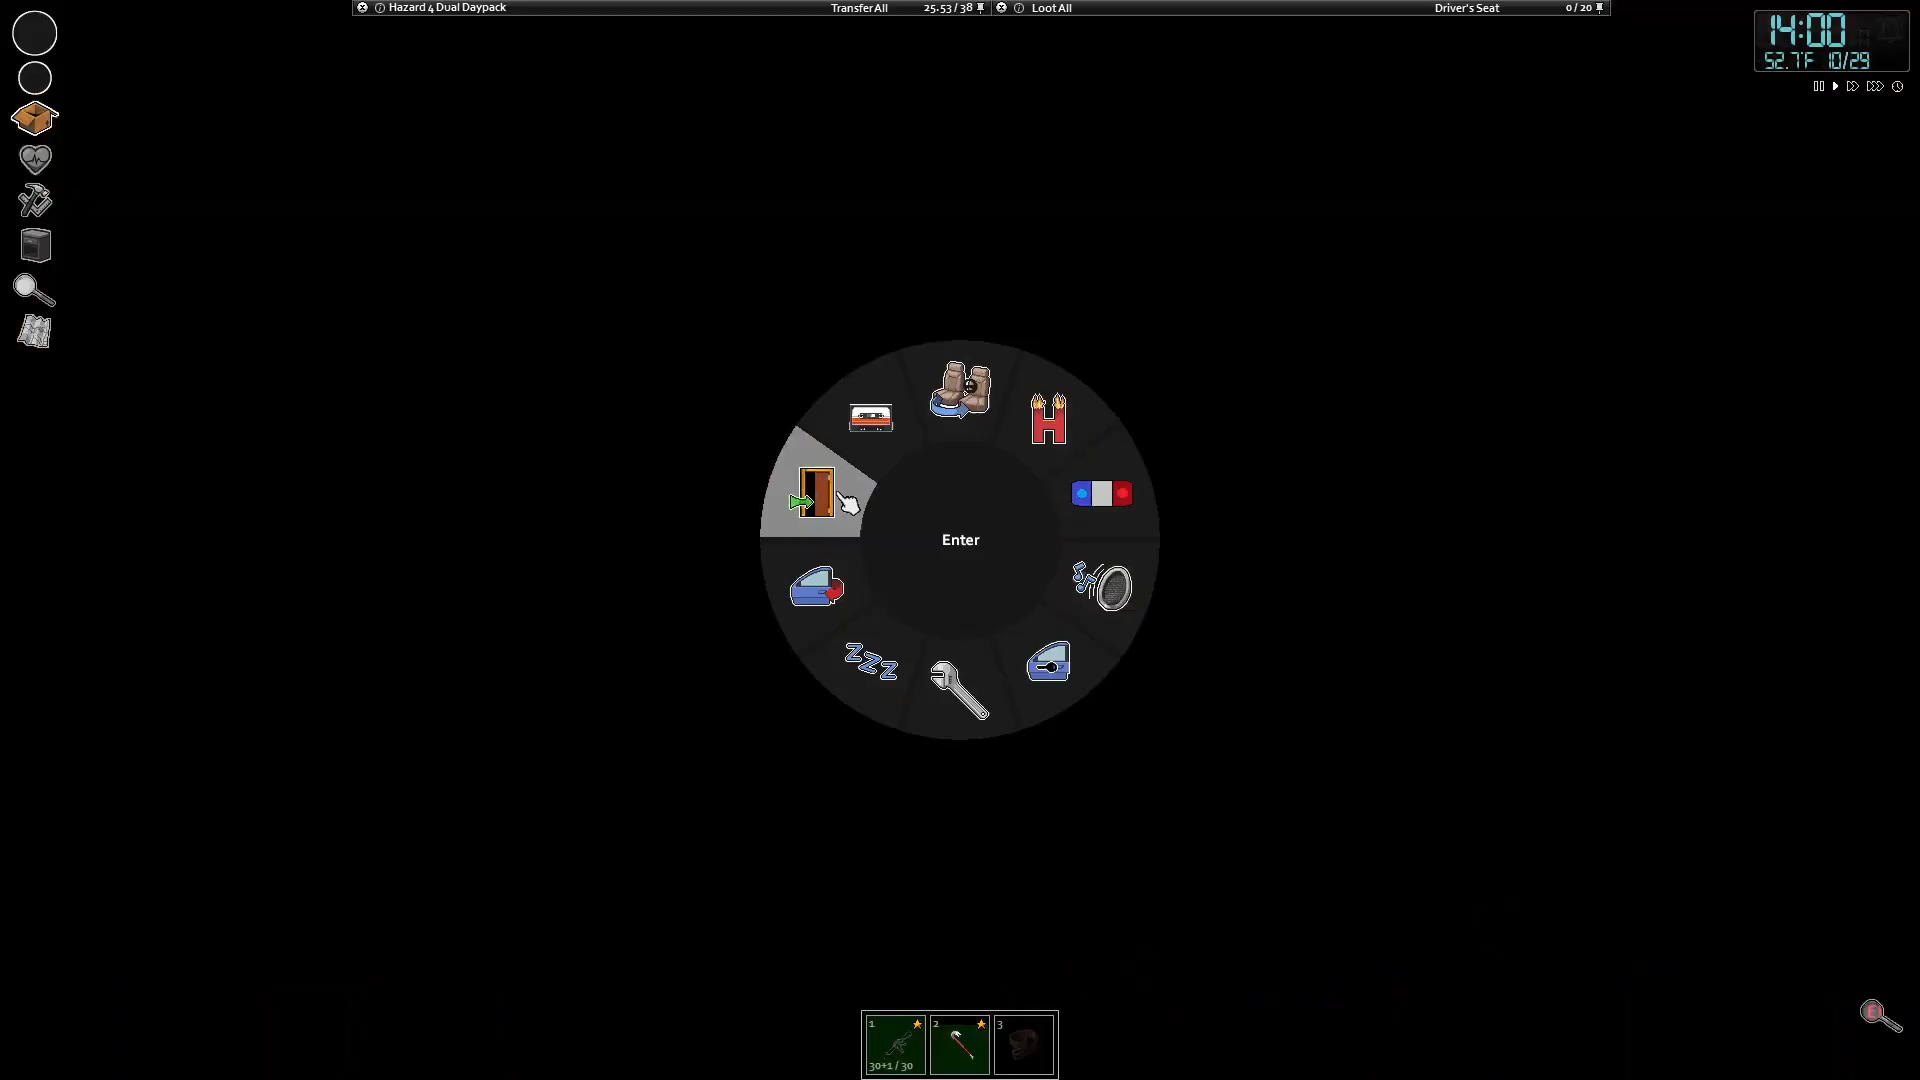 Hazard 4 Dual Daypack Transfer All 25.53 / 38 Loot All Driver's Seat 0 / 20
14:00
52.7°F 10/29
H
Enter
Z Z Z
1 2 3
30+1 / 30
E